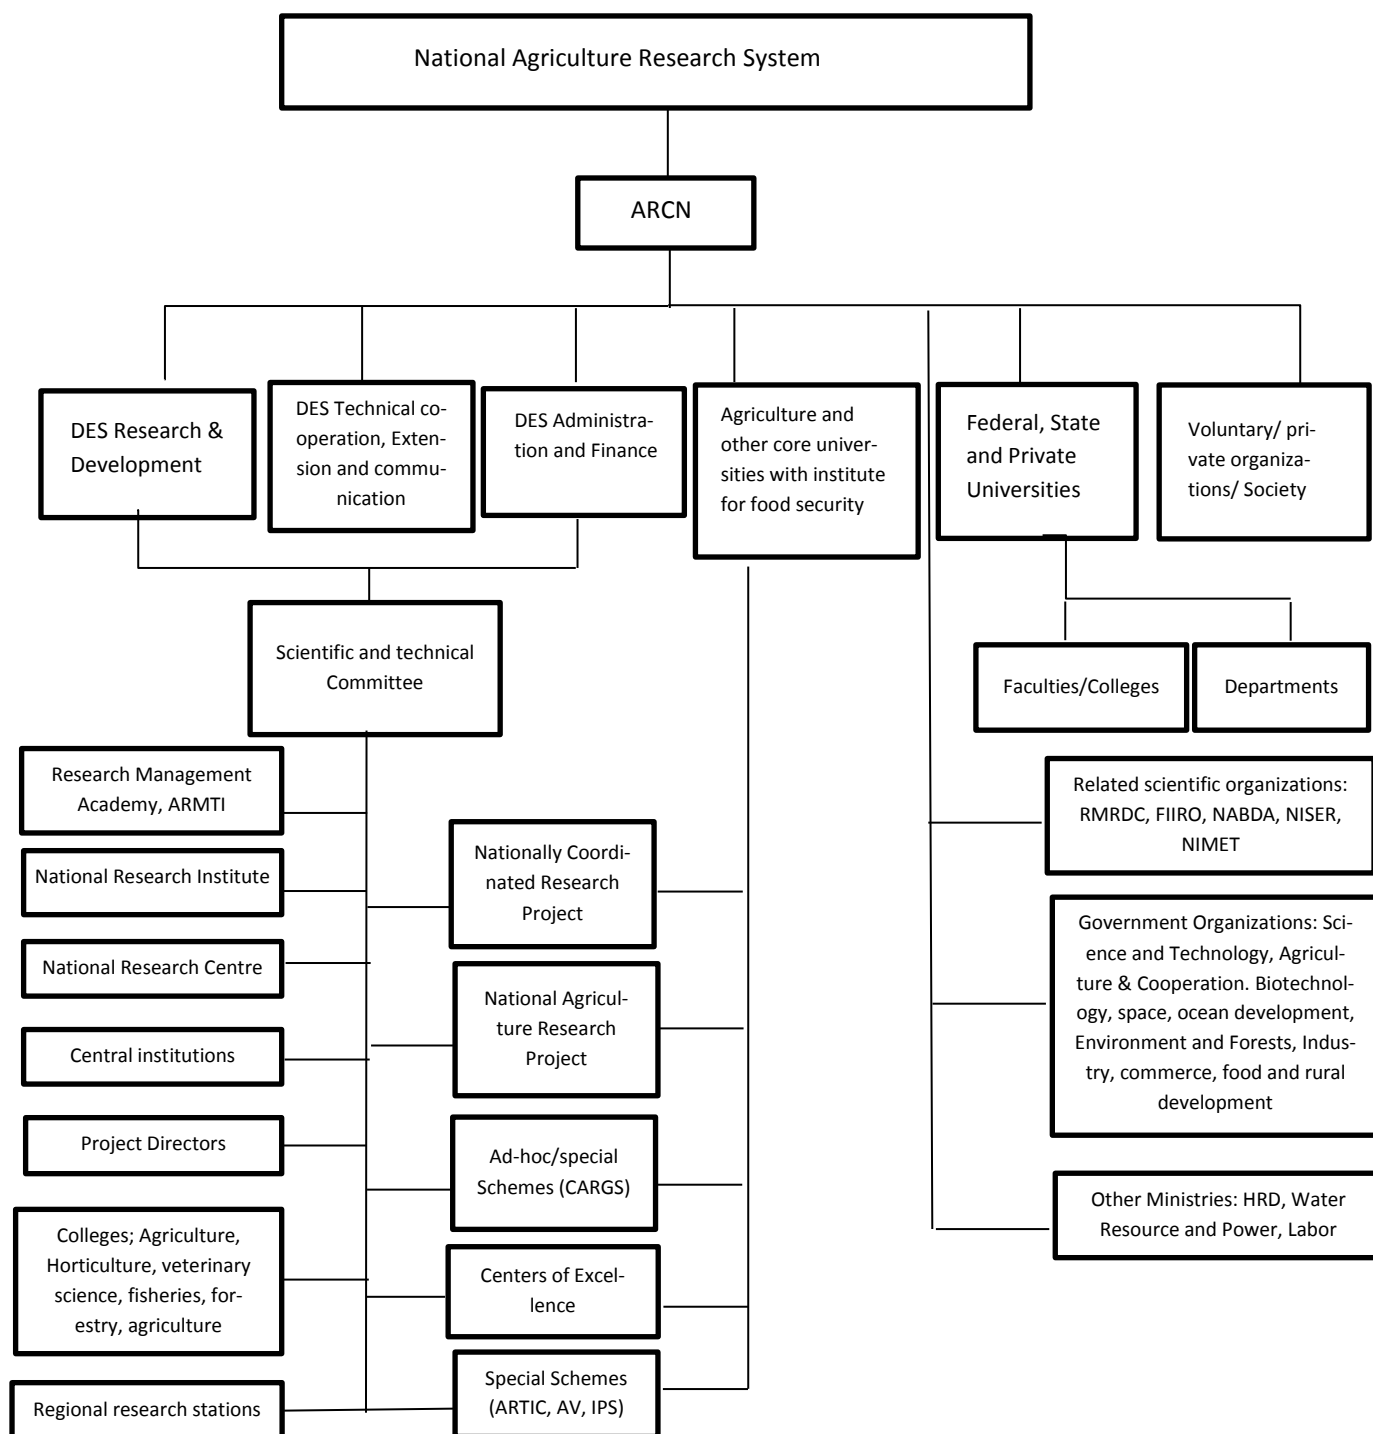 National Agriculture Research System
ARCN
DES Research &
Development
DES Technical co-
operation, Exten-
sion and commu-
nication
DES Administra-
tion and Finance
Agriculture and
other core univer-
sities with institute
for food security
Federal, State
and Private
Universities
Voluntary/ pri-
vate organiza-
tions/ Society
Scientific and technical
Committee
Faculties/Colleges
Departments
Research Management
Academy, ARMTI
National Research Institute
National Research Centre
Central institutions
Project Directors
Colleges; Agriculture,
Horticulture, veterinary
science, fisheries, for-
estry, agriculture
Regional research stations
Nationally Coordi-
nated Research
Project
National Agricul-
ture Research
Project
Ad-hoc/special
Schemes (CARGS)
Centers of Excel-
lence
Special Schemes
(ARTIC, AV, IPS)
Related scientific organizations:
RMRDC, FIIRO, NABDA, NISER,
NIMET
Government Organizations: Sci-
ence and Technology, Agricul-
ture & Cooperation. Biotechnol-
ogy, space, ocean development,
Environment and Forests, Indus-
try, commerce, food and rural
development
Other Ministries: HRD, Water
Resource and Power, Labor